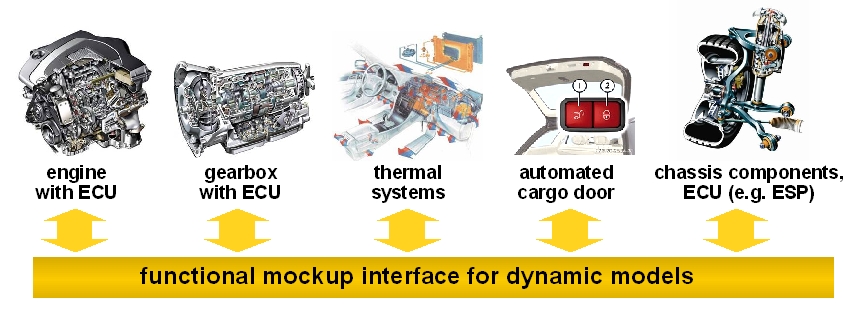 1
2
engine
with ECU
gearbox
with ECU
thermal
systems
automated
cargo door
chassis components,
ECU (e.g. ESP)
functional mockup interface for dynamic models